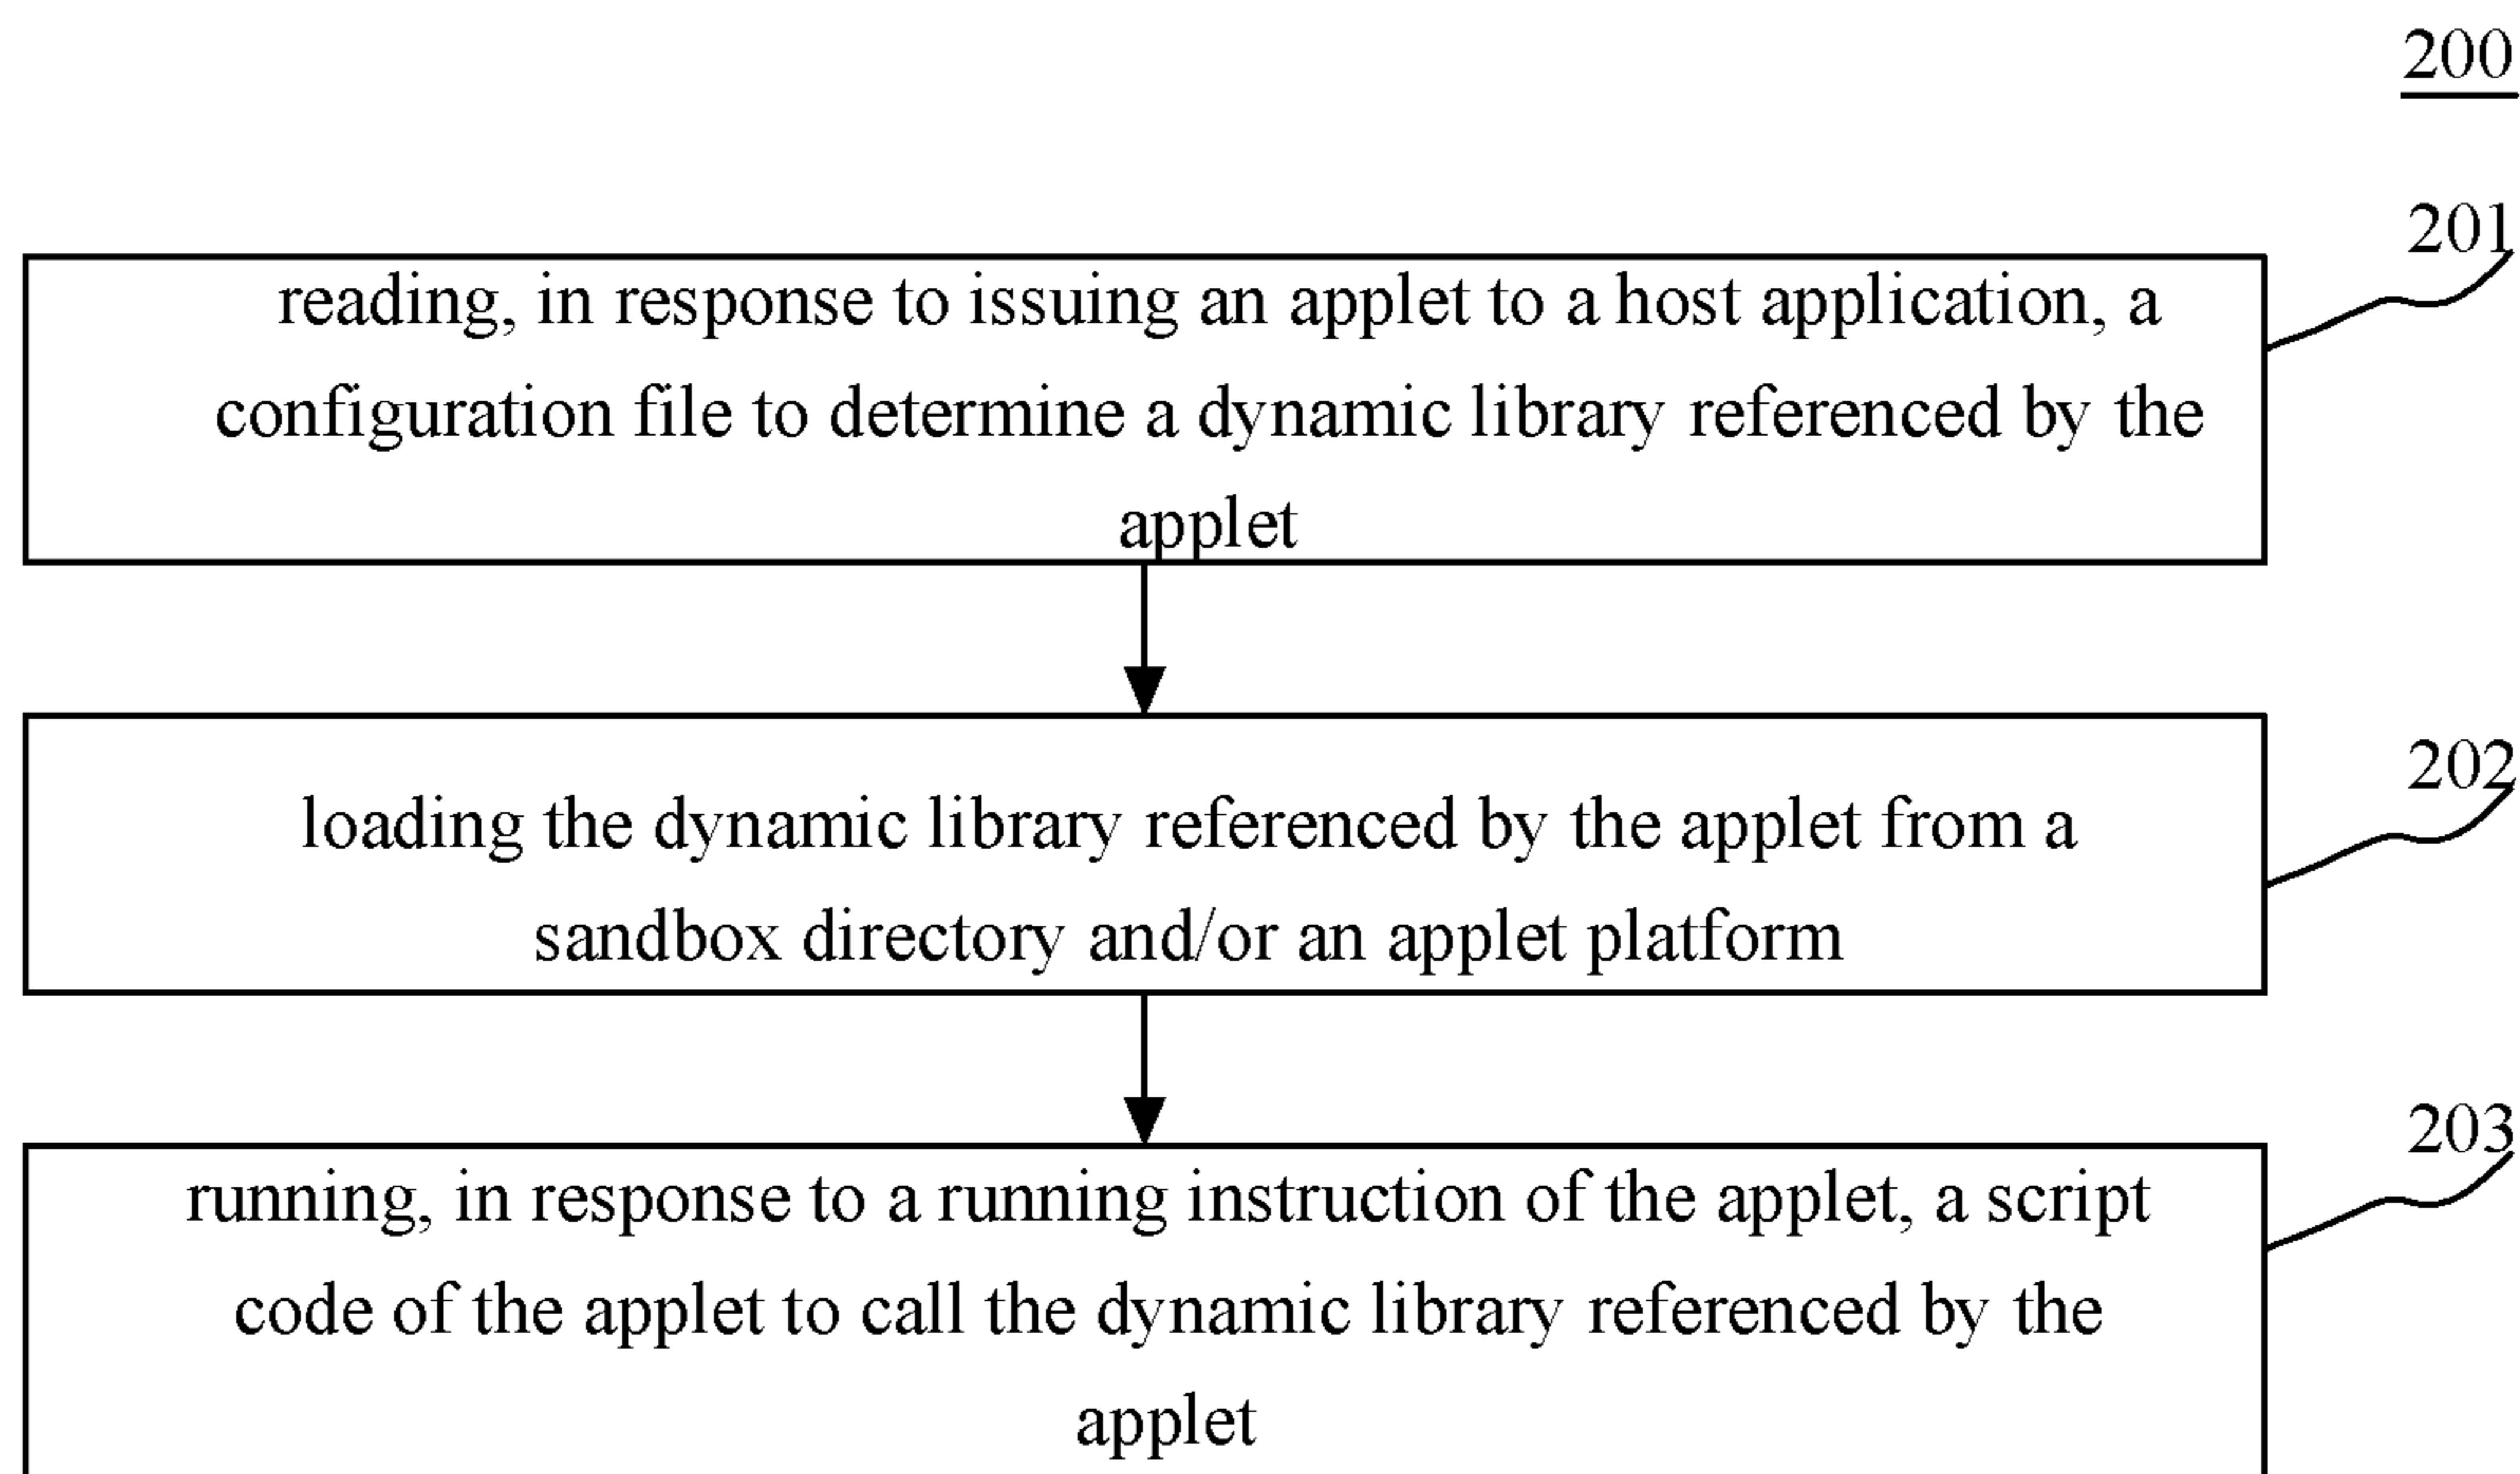 200
201
reading, in response to issuing an applet to a host application, a
configuration file to determine a dynamic library referenced by the
applet
202
loading the dynamic library referenced by the applet from a
sandbox directory and/or an applet platform
203
running, in response to a running instruction of the applet, a script
code of the applet to call the dynamic library referenced by the
applet